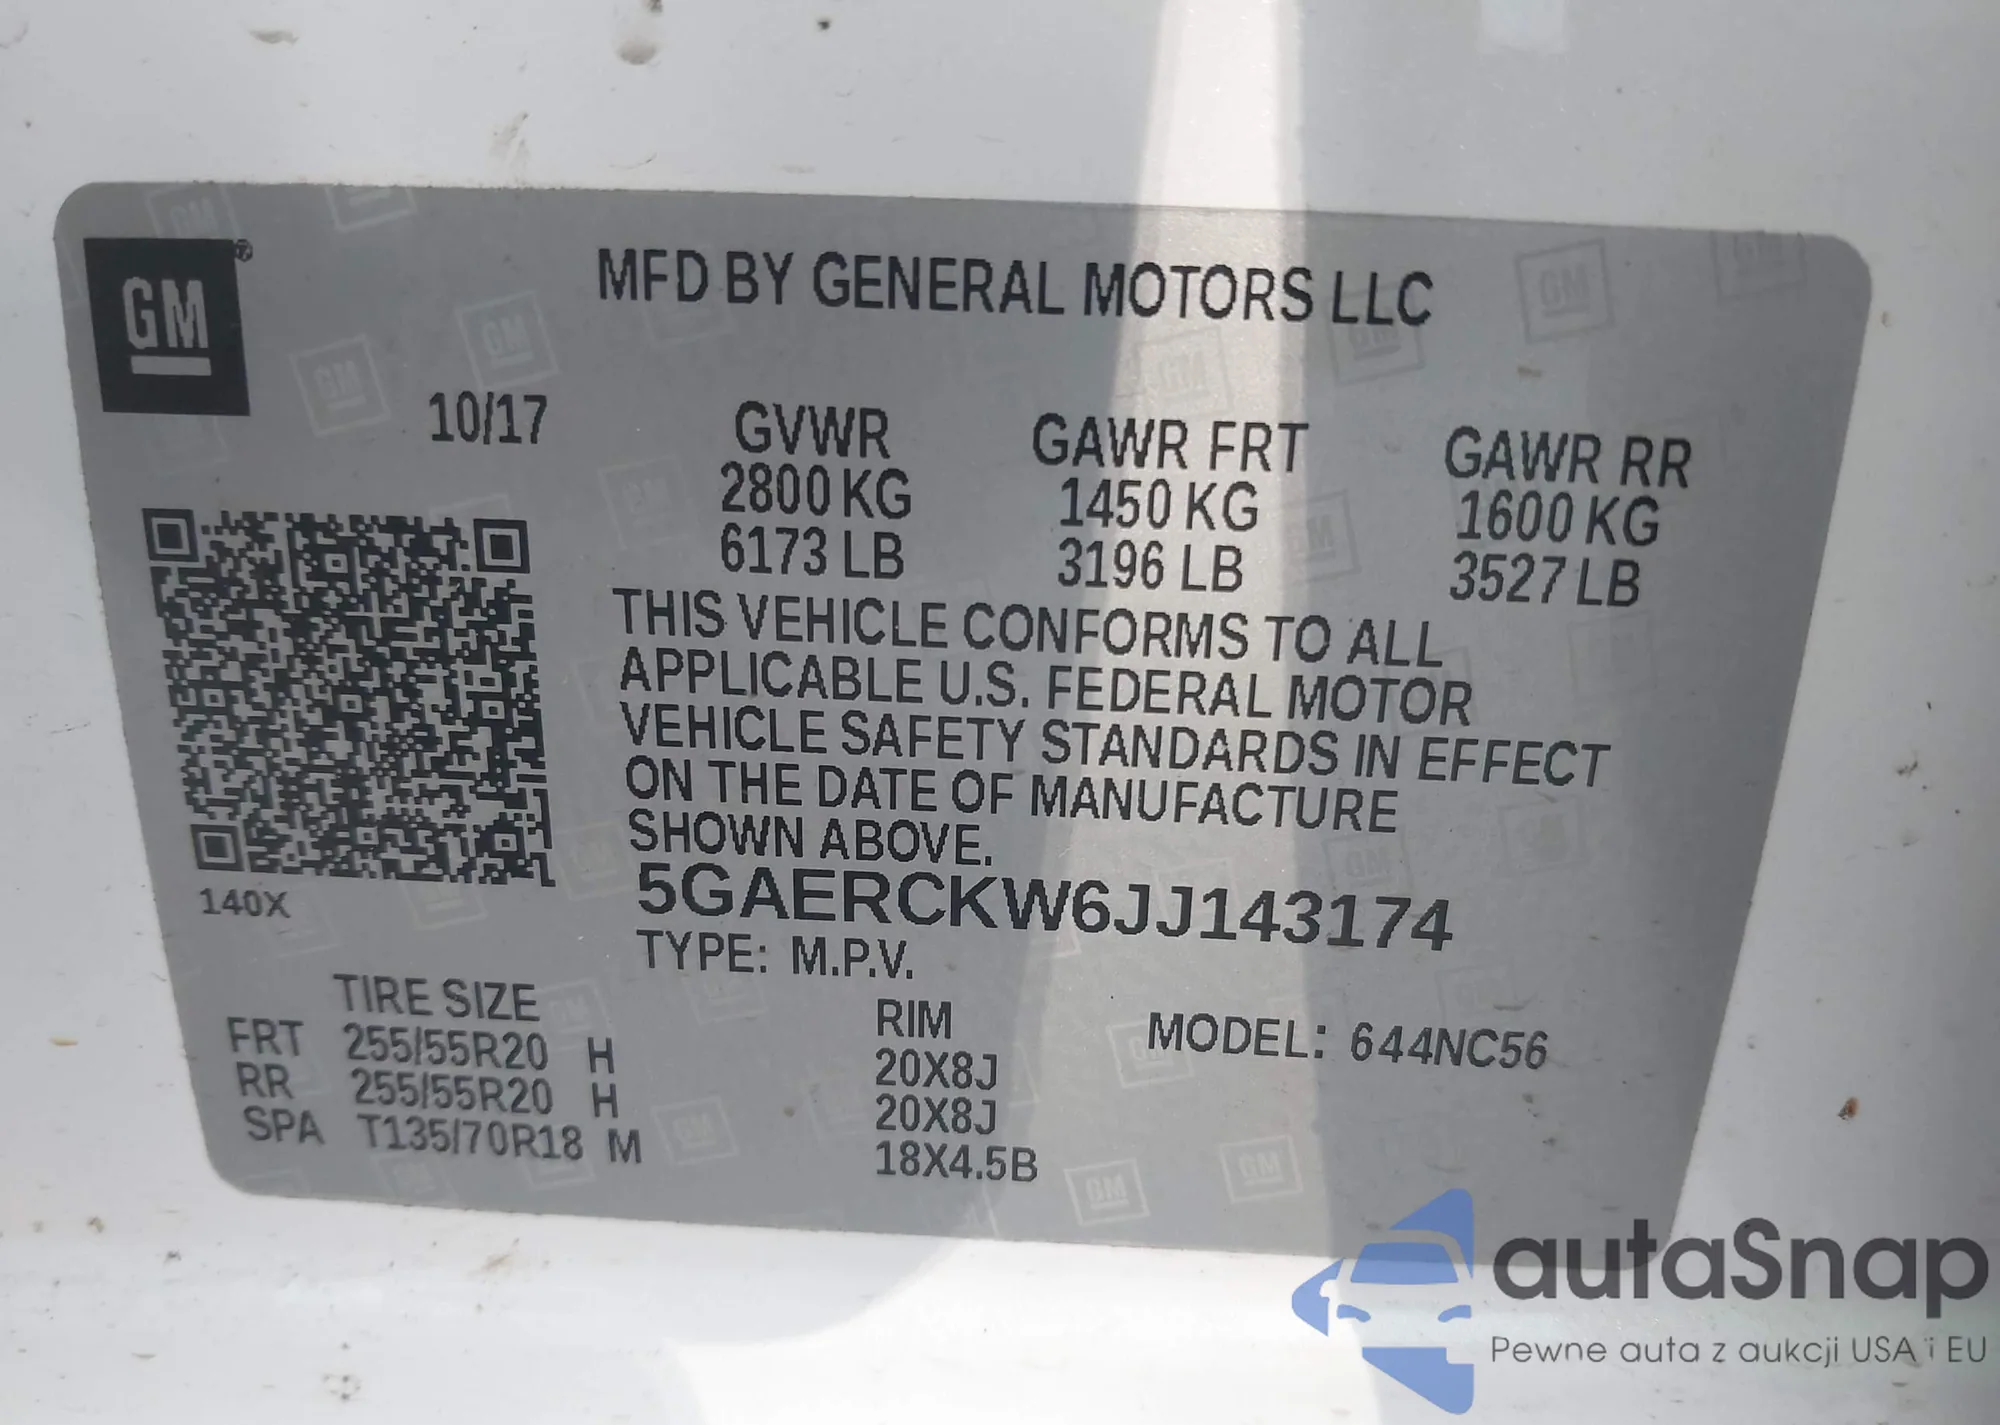 GM®
MFD BY GENERAL MOTORS LLC
10/17
GVWR GAWR FRT GAWR RR
2800 KG 1450 KG 1600 KG
6173 LB 3196 LB 3527 LB
THIS VEHICLE CONFORMS TO ALL
APPLICABLE U.S. FEDERAL MOTOR
VEHICLE SAFETY STANDARDS IN EFFECT
ON THE DATE OF MANUFACTURE
SHOWN ABOVE.
140X
5GAERCKW6JJ143174
TYPE: M.P.V.
TIRE SIZE RIM MODEL: 644NC56
FRT 255/55R20 H 20X8J
RR 255/55R20 H 20X8J
SPA T135/70R18 M 18X4.5B
autaSnap
Pewne auta z aukcji USA i EU